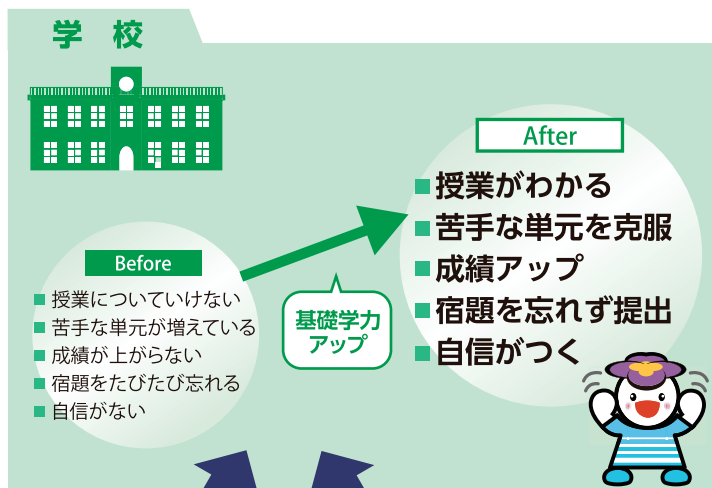 学校
Before
■ 授業についていけない
■ 苦手な単元が増えている
■ 成績が上がらない
■ 宿題をたびたび忘れる
■ 自信がない
基礎学力
アップ
After
■ 授業がわかる
■ 苦手な単元を克服
■ 成績アップ
■ 宿題を忘れず提出
■ 自信がつく